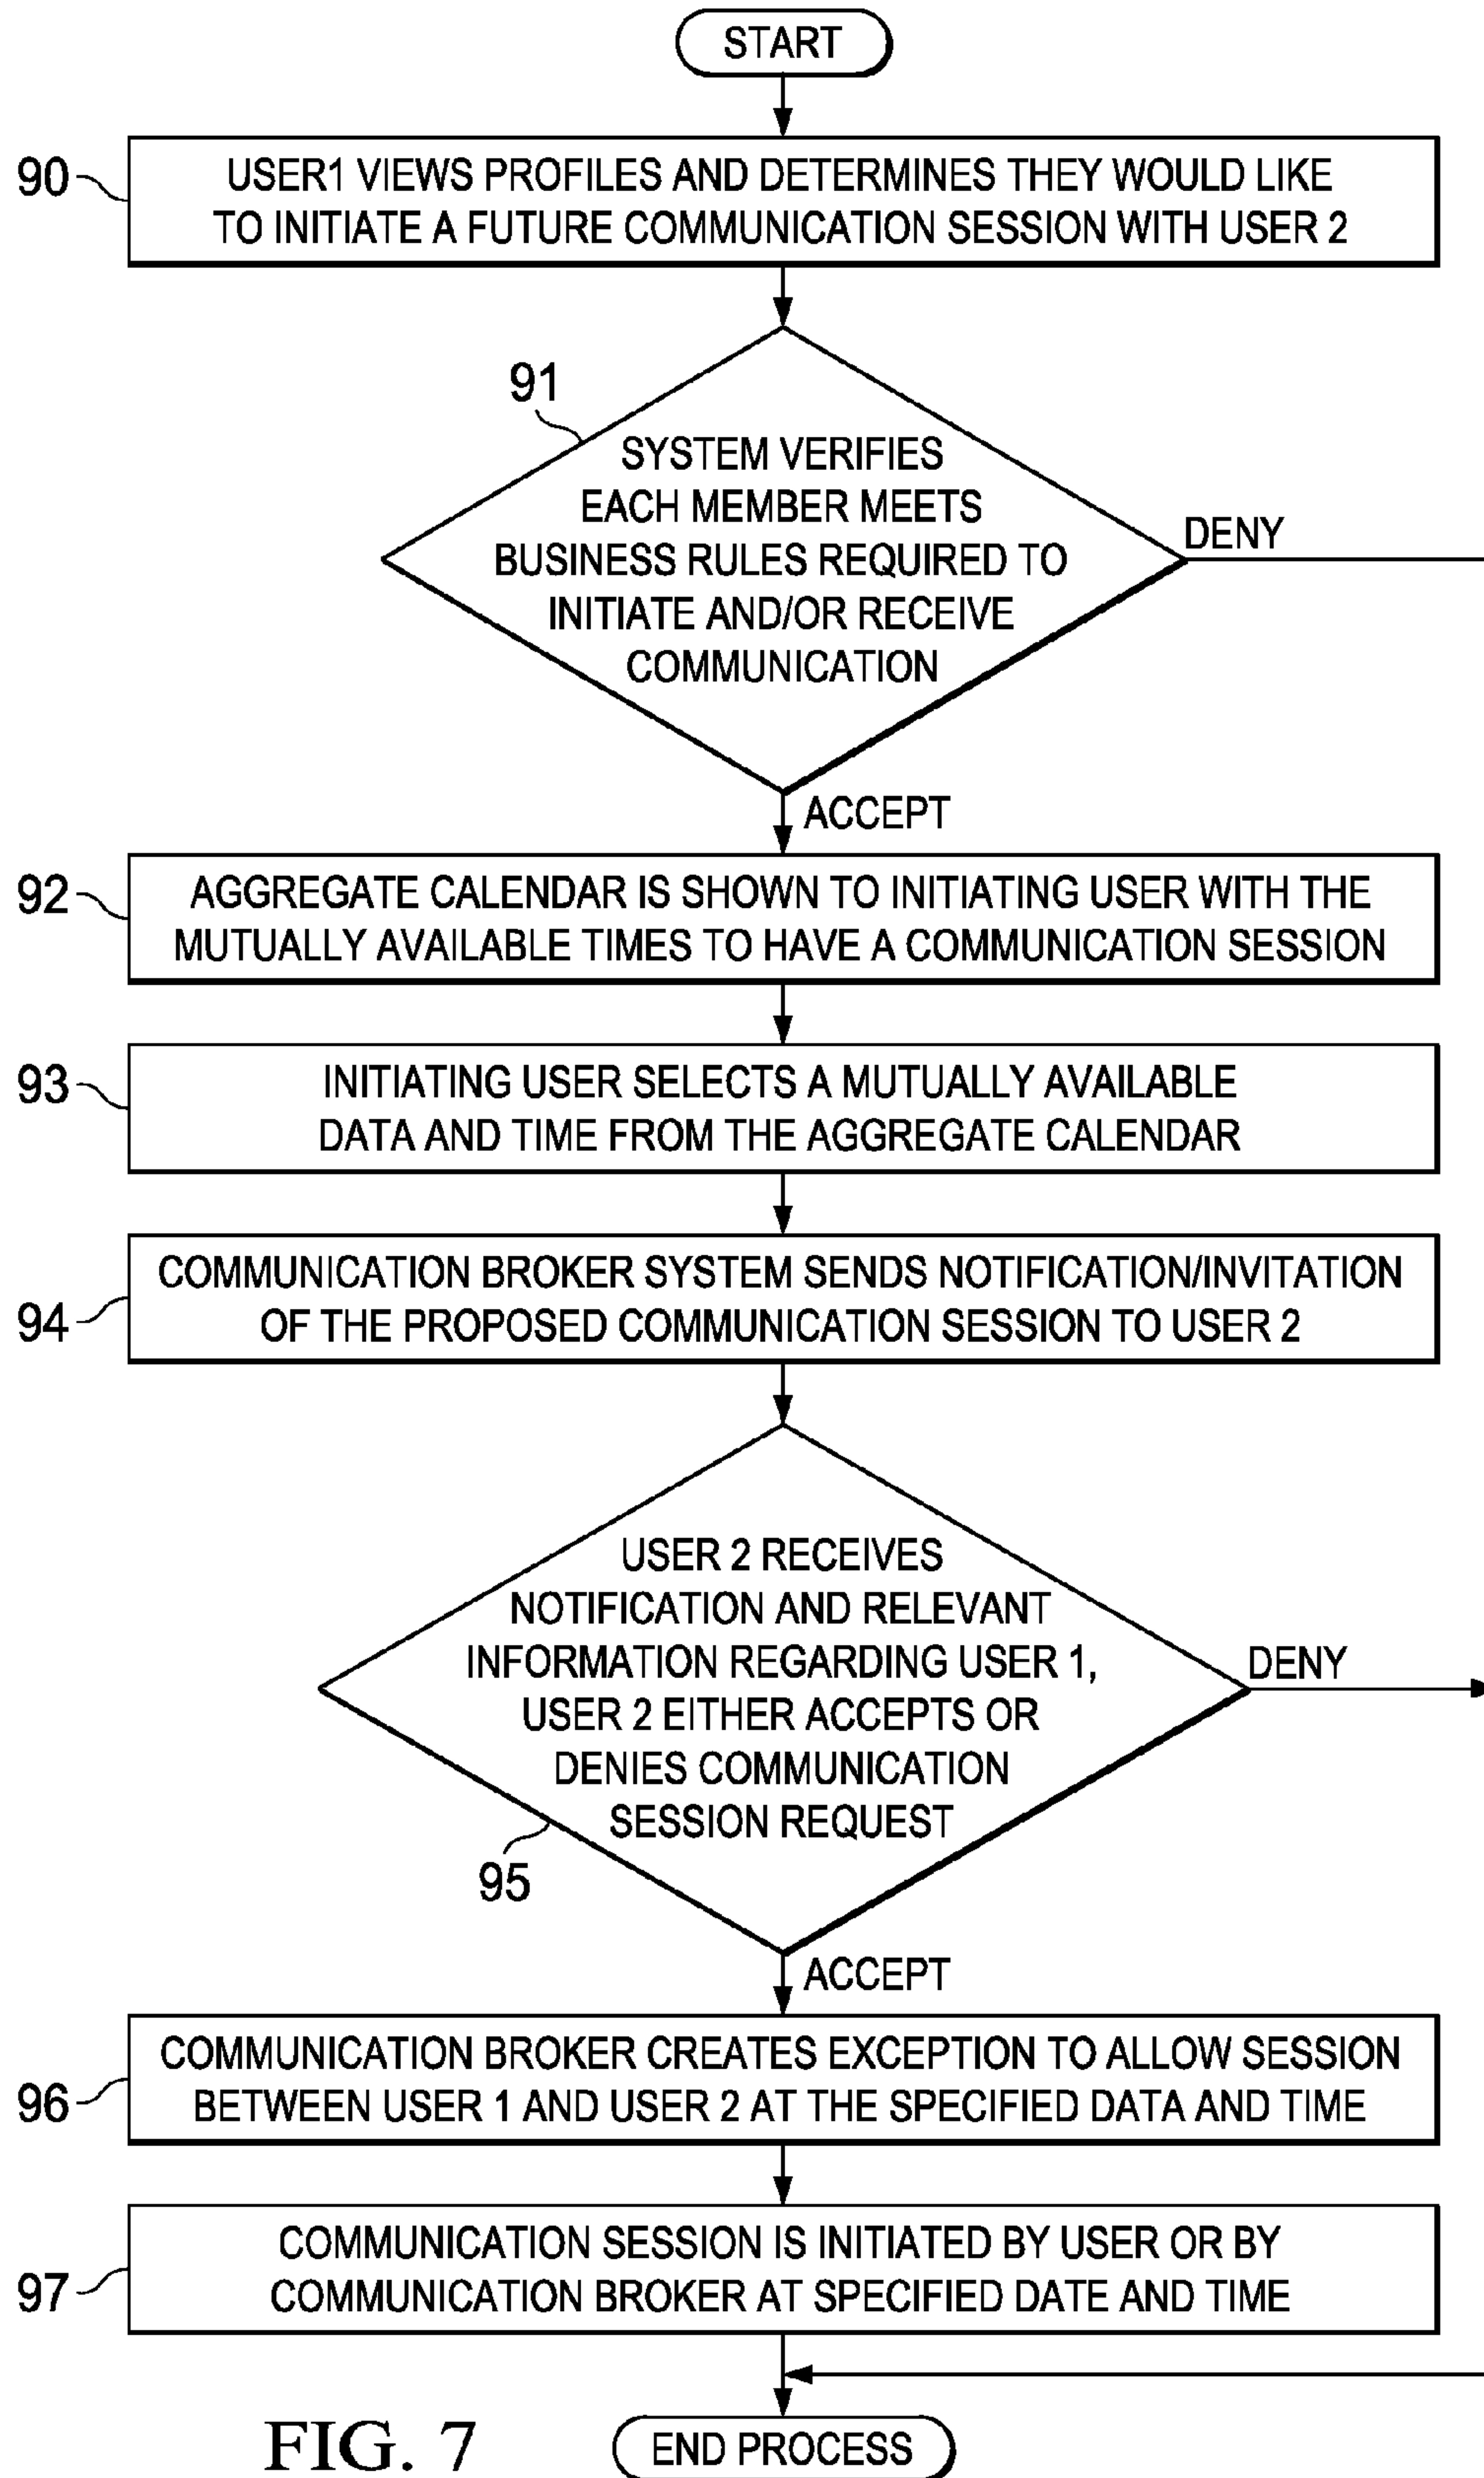 START
90
USER1 VIEWS PROFILES AND DETERMINES THEY WOULD LIKE
TO INITIATE A FUTURE COMMUNICATION SESSION WITH USER 2
91
SYSTEM VERIFIES
EACH MEMBER MEETS
BUSINESS RULES REQUIRED TO
INITIATE AND/OR RECEIVE
COMMUNICATION
DENY
ACCEPT
92
AGGREGATE CALENDAR IS SHOWN TO INITIATING USER WITH THE
MUTUALLY AVAILABLE TIMES TO HAVE A COMMUNICATION SESSION
93
INITIATING USER SELECTS A MUTUALLY AVAILABLE
DATA AND TIME FROM THE AGGREGATE CALENDAR
94
COMMUNICATION BROKER SYSTEM SENDS NOTIFICATION/INVITATION
OF THE PROPOSED COMMUNICATION SESSION TO USER 2
USER 2 RECEIVES
NOTIFICATION AND RELEVANT
INFORMATION REGARDING USER 1,
USER 2 EITHER ACCEPTS OR
DENIES COMMUNICATION
SESSION REQUEST
DENY
95
ACCEPT
96
COMMUNICATION BROKER CREATES EXCEPTION TO ALLOW SESSION
BETWEEN USER 1 AND USER 2 AT THE SPECIFIED DATA AND TIME
97
COMMUNICATION SESSION IS INITIATED BY USER OR BY
COMMUNICATION BROKER AT SPECIFIED DATE AND TIME
FIG. 7
END PROCESS